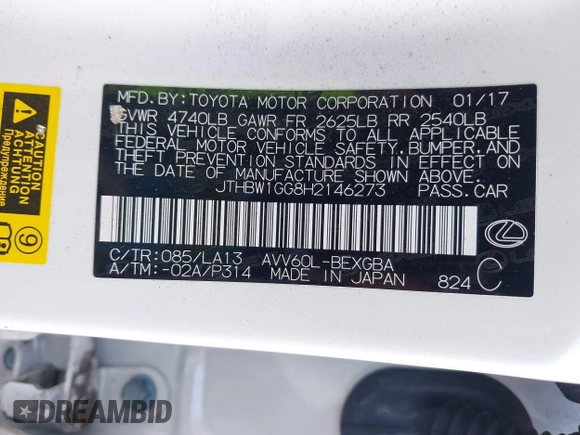 MFD. BY: TOYOTA MOTOR CORPORATION 01/17
GVWR 4740LB GAWR FR 2625LB RR 2540LB
THIS VEHICLE CONFORMS TO ALL APPLICABLE
FEDERAL MOTOR VEHICLE SAFETY, BUMPER, AND
THEFT PREVENTION STANDARDS IN EFFECT ON
THE DATE OF MANUFACTURE SHOWN ABOVE.
JTHBW1GG8H2146273 PASS.CAR
C/TR: 085/LA13 AVV60L-BEXGBA
A/TM: -02A/P314 MADE IN JAPAN 824 C
Предупреждение
9
DREAMBID